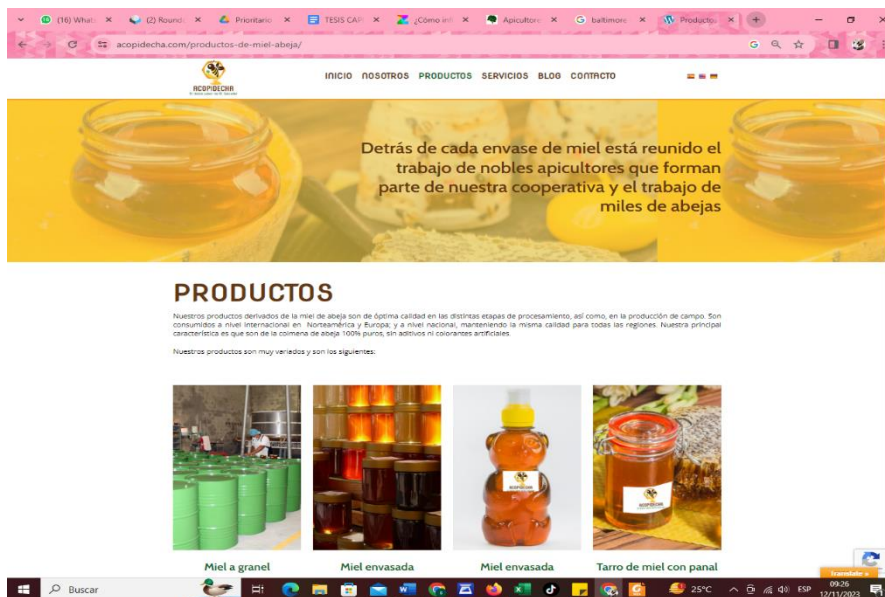 (16) What:
(2) Round:
Prioritario
TESIS CAP
¿Cómo inf
Apicultore
baltimore
Productos
acopidecha.com/productos-de-miel-abeja/
ACOPIDECHA
INICIO NOSOTROS PRODUCTOS SERVICIOS BLOG CONTACTO
Detrás de cada envase de miel está reunido el
trabajo de nobles apicultores que forman
parte de nuestra cooperativa y el trabajo de
miles de abejas
PRODUCTOS
Nuestros productos derivados de la miel de abeja son de óptima calidad en las distintas etapas de procesamiento, así como, en la producción de campo. Son
consumidos a nivel internacional en Norteamérica y Europa; y a nivel nacional, manteniendo la misma calidad para todas las regiones. Nuestra principal
característica es que son de la colmena de abeja 100% puros, sin aditivos ni colorantes artificiales.
Nuestros productos son muy variados y son los siguientes:
ACOPIDECHA
ACOPIDECHA
Miel a granel
Miel envasada
Miel envasada
Tarro de miel con panal
Translate »
Buscar
25°C
ESP
09:26
12/11/2023